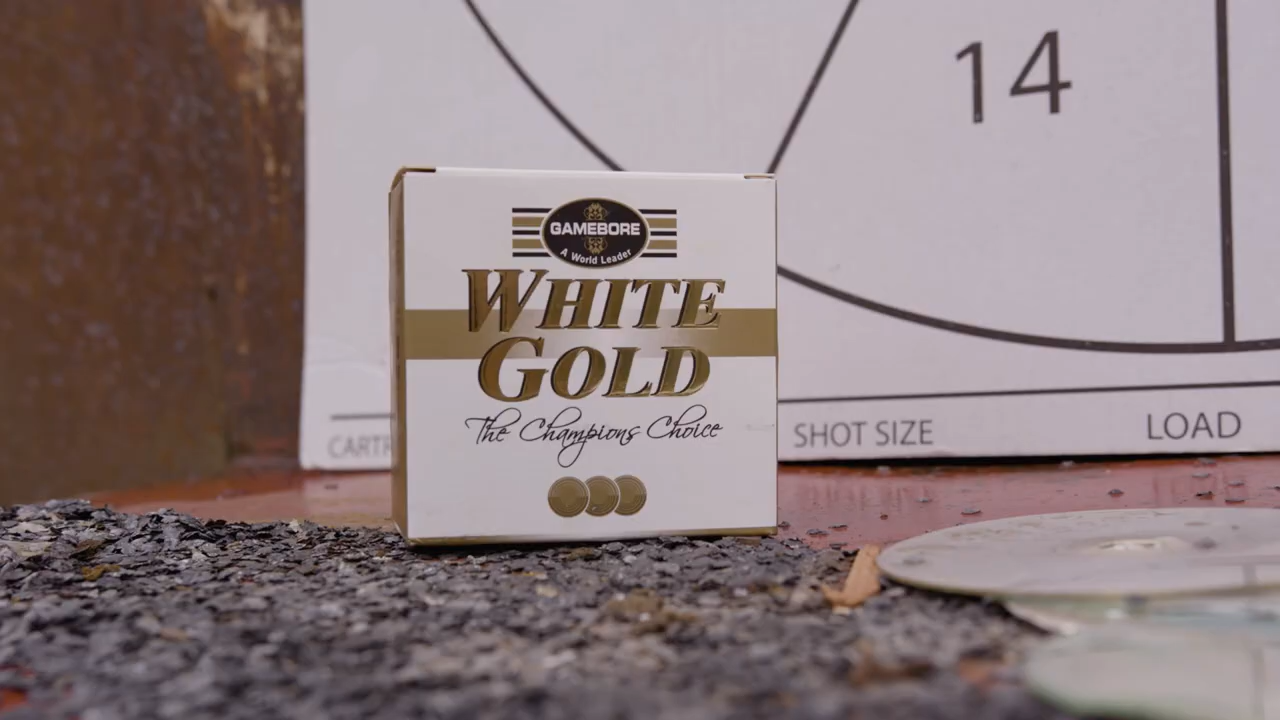 14
GAMEBORE
A World Leader
WHITE
GOLD
The Champions Choice
SHOT SIZE
LOAD